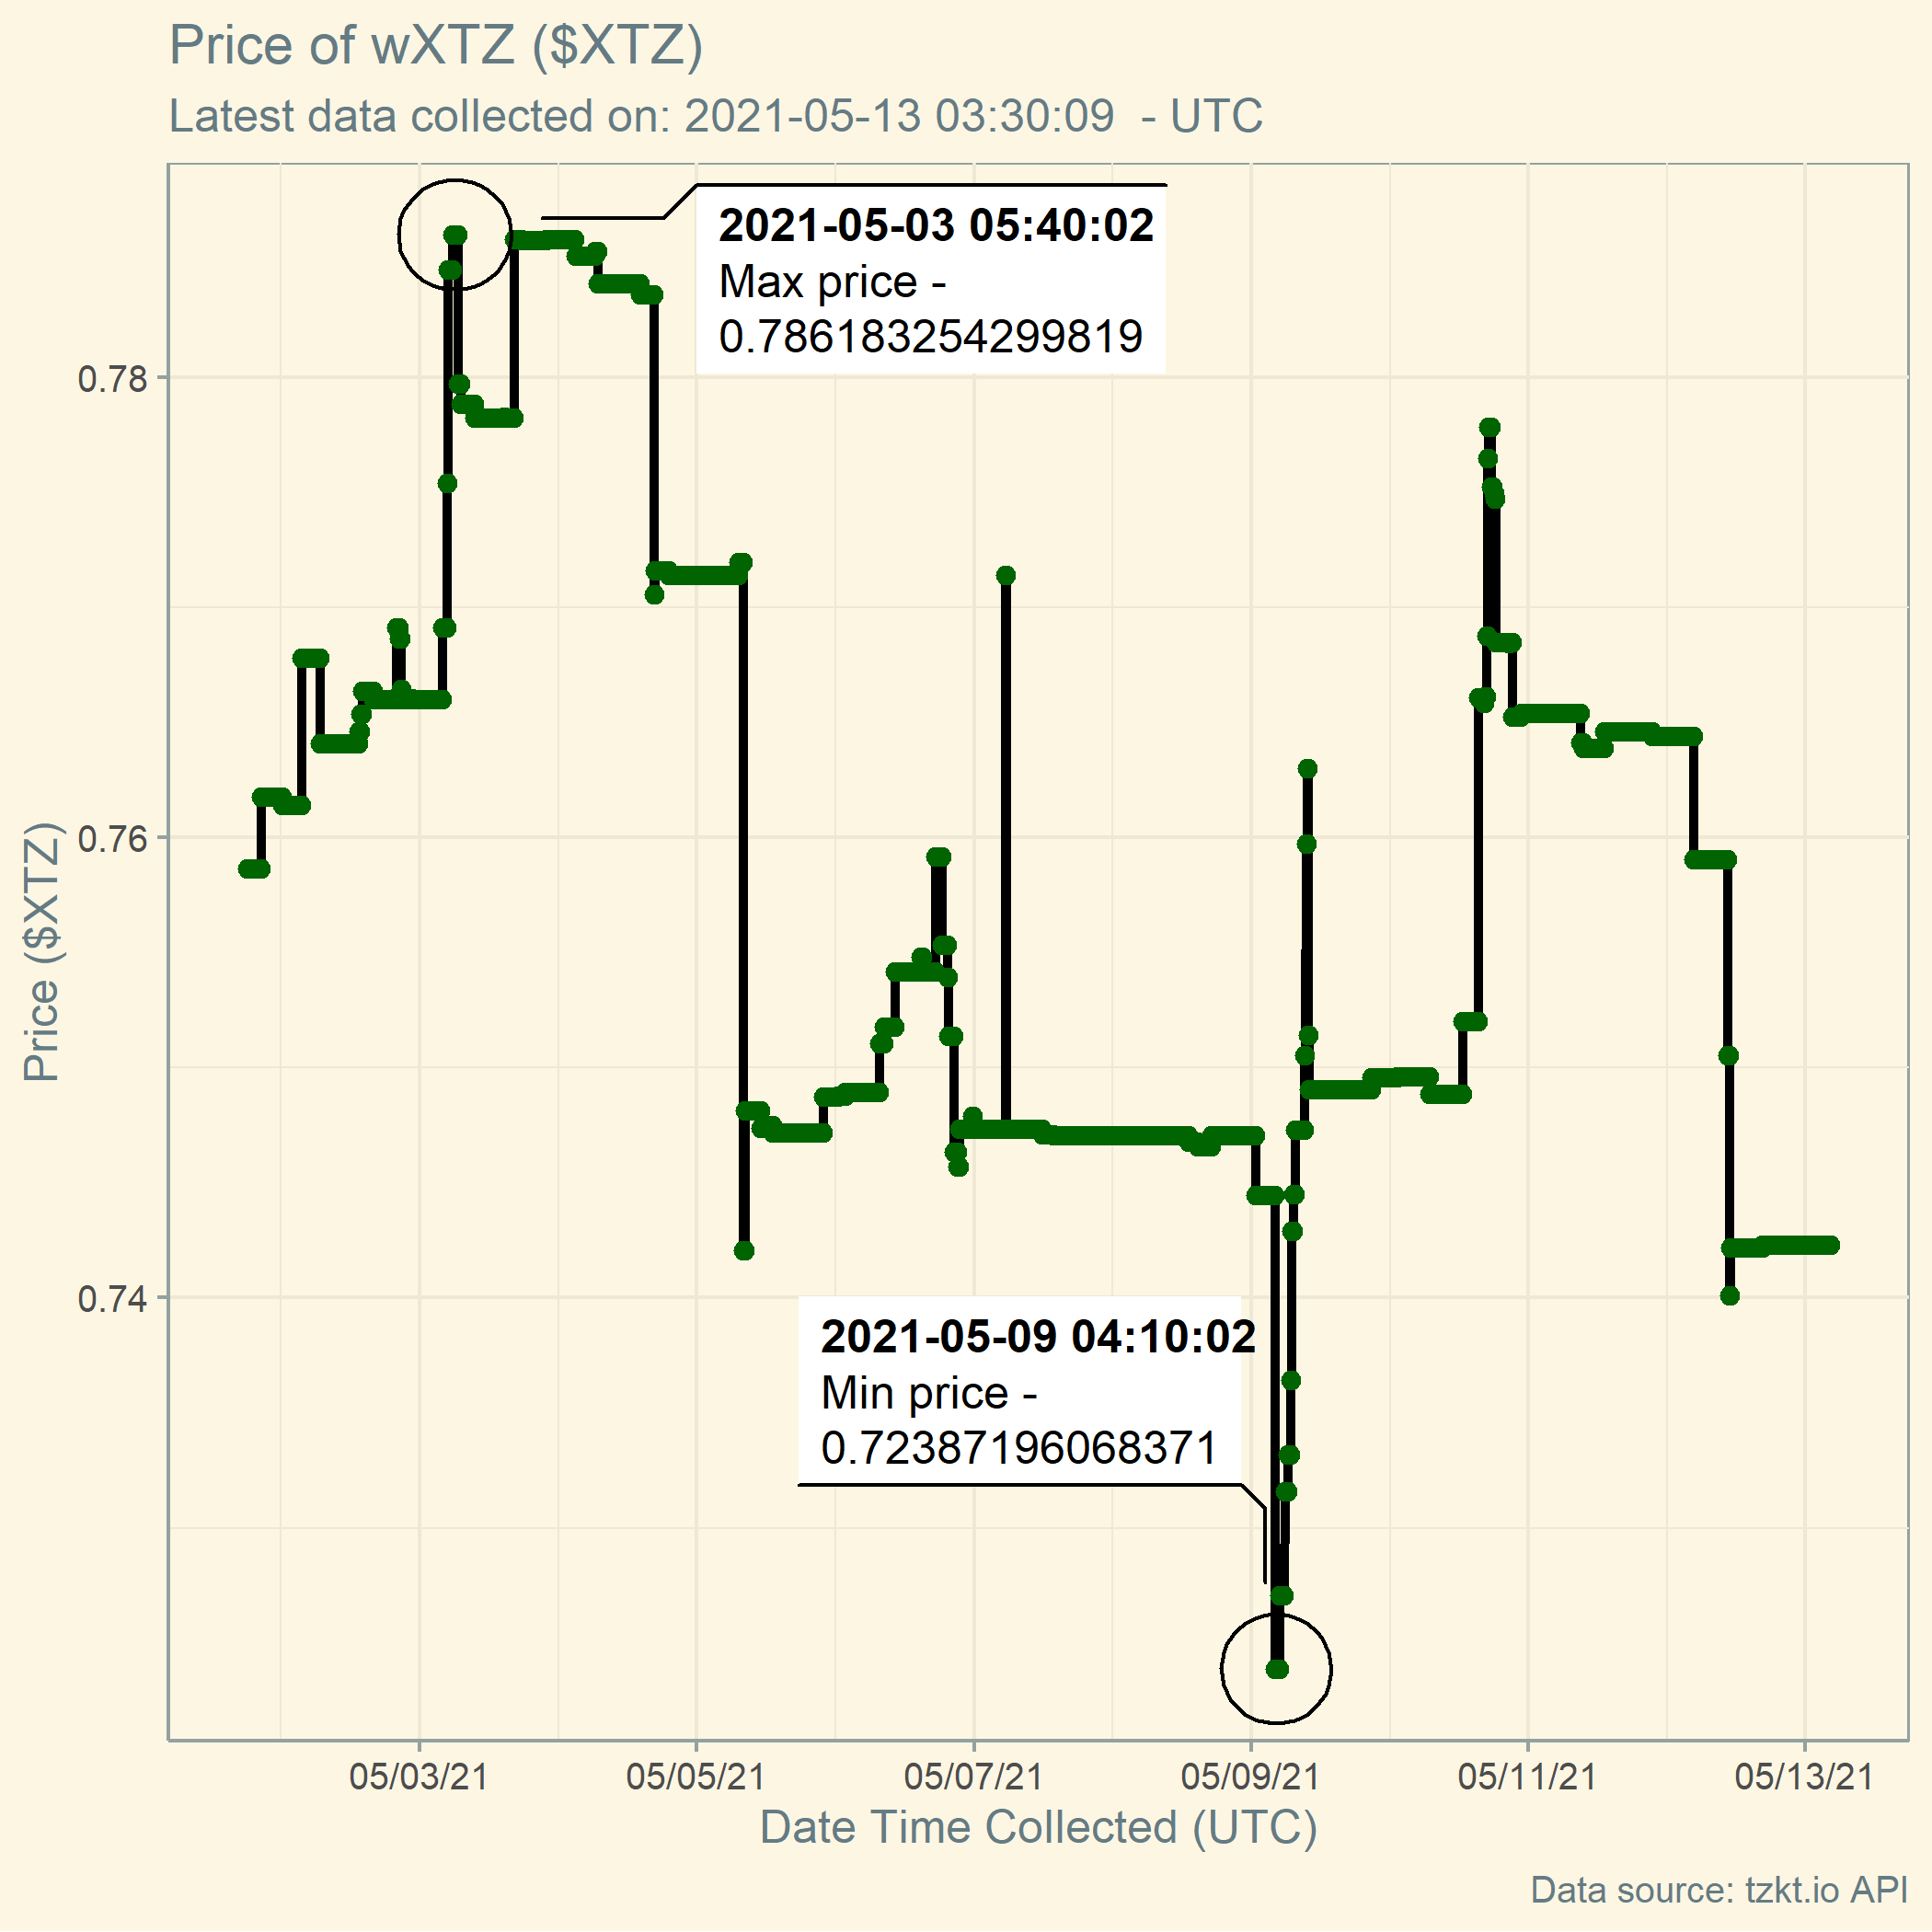 Price of wXTZ ($XTZ)
Latest data collected on: 2021-05-13 03:30:09  - UTC
2021-05-03 05:40:02
Max price -
0.786183254299819
0.78
0.76
0.74
Price ($XTZ)
2021-05-09 04:10:02
Min price -
0.72387196068371
05/03/21 05/05/21 05/07/21 05/09/21 05/11/21 05/13/21
Date Time Collected (UTC)
Data source: tzkt.io API